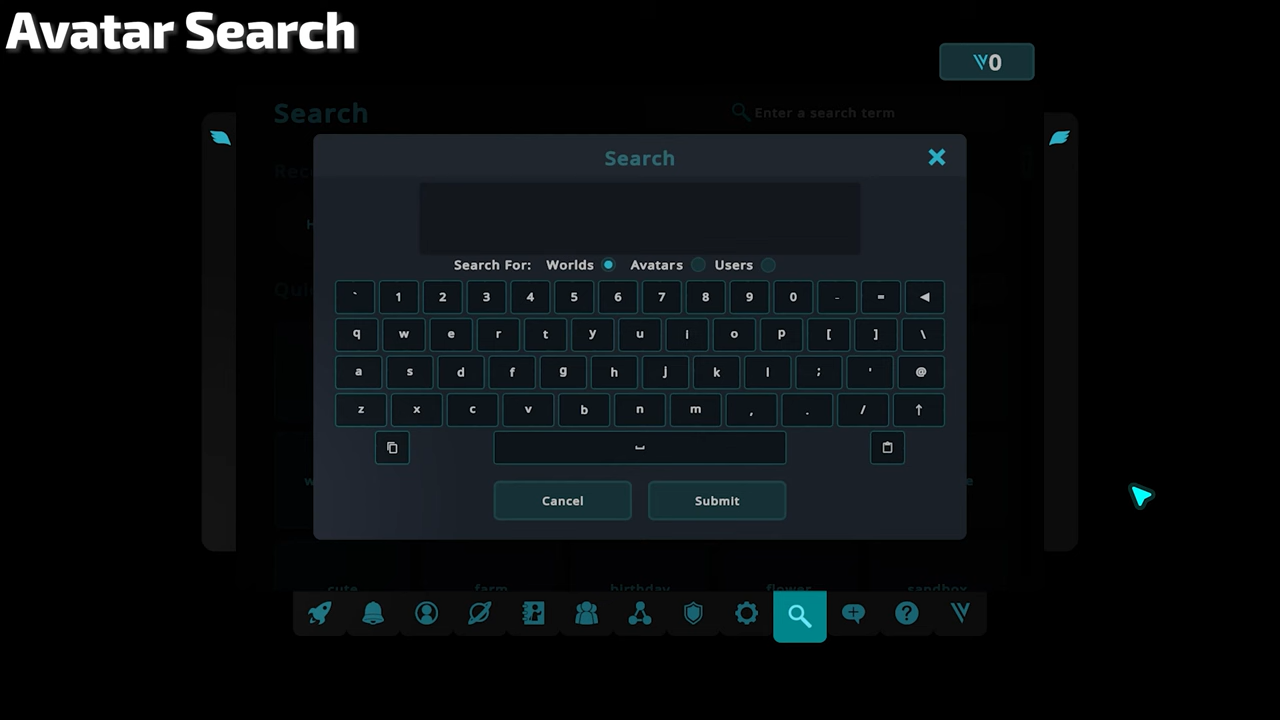 Avatar Search
0
Search
Enter a search term
Search
Search For: Worlds Avatars Users
` 1 2 3 4 5 6 7 8 9 0 - = ◀
q w e r t y u i o p [ ] \
a s d f g h j k l ; ' @
z x c v b n m , . / ↑
Cancel Submit
cute farm birthday flower sandbox